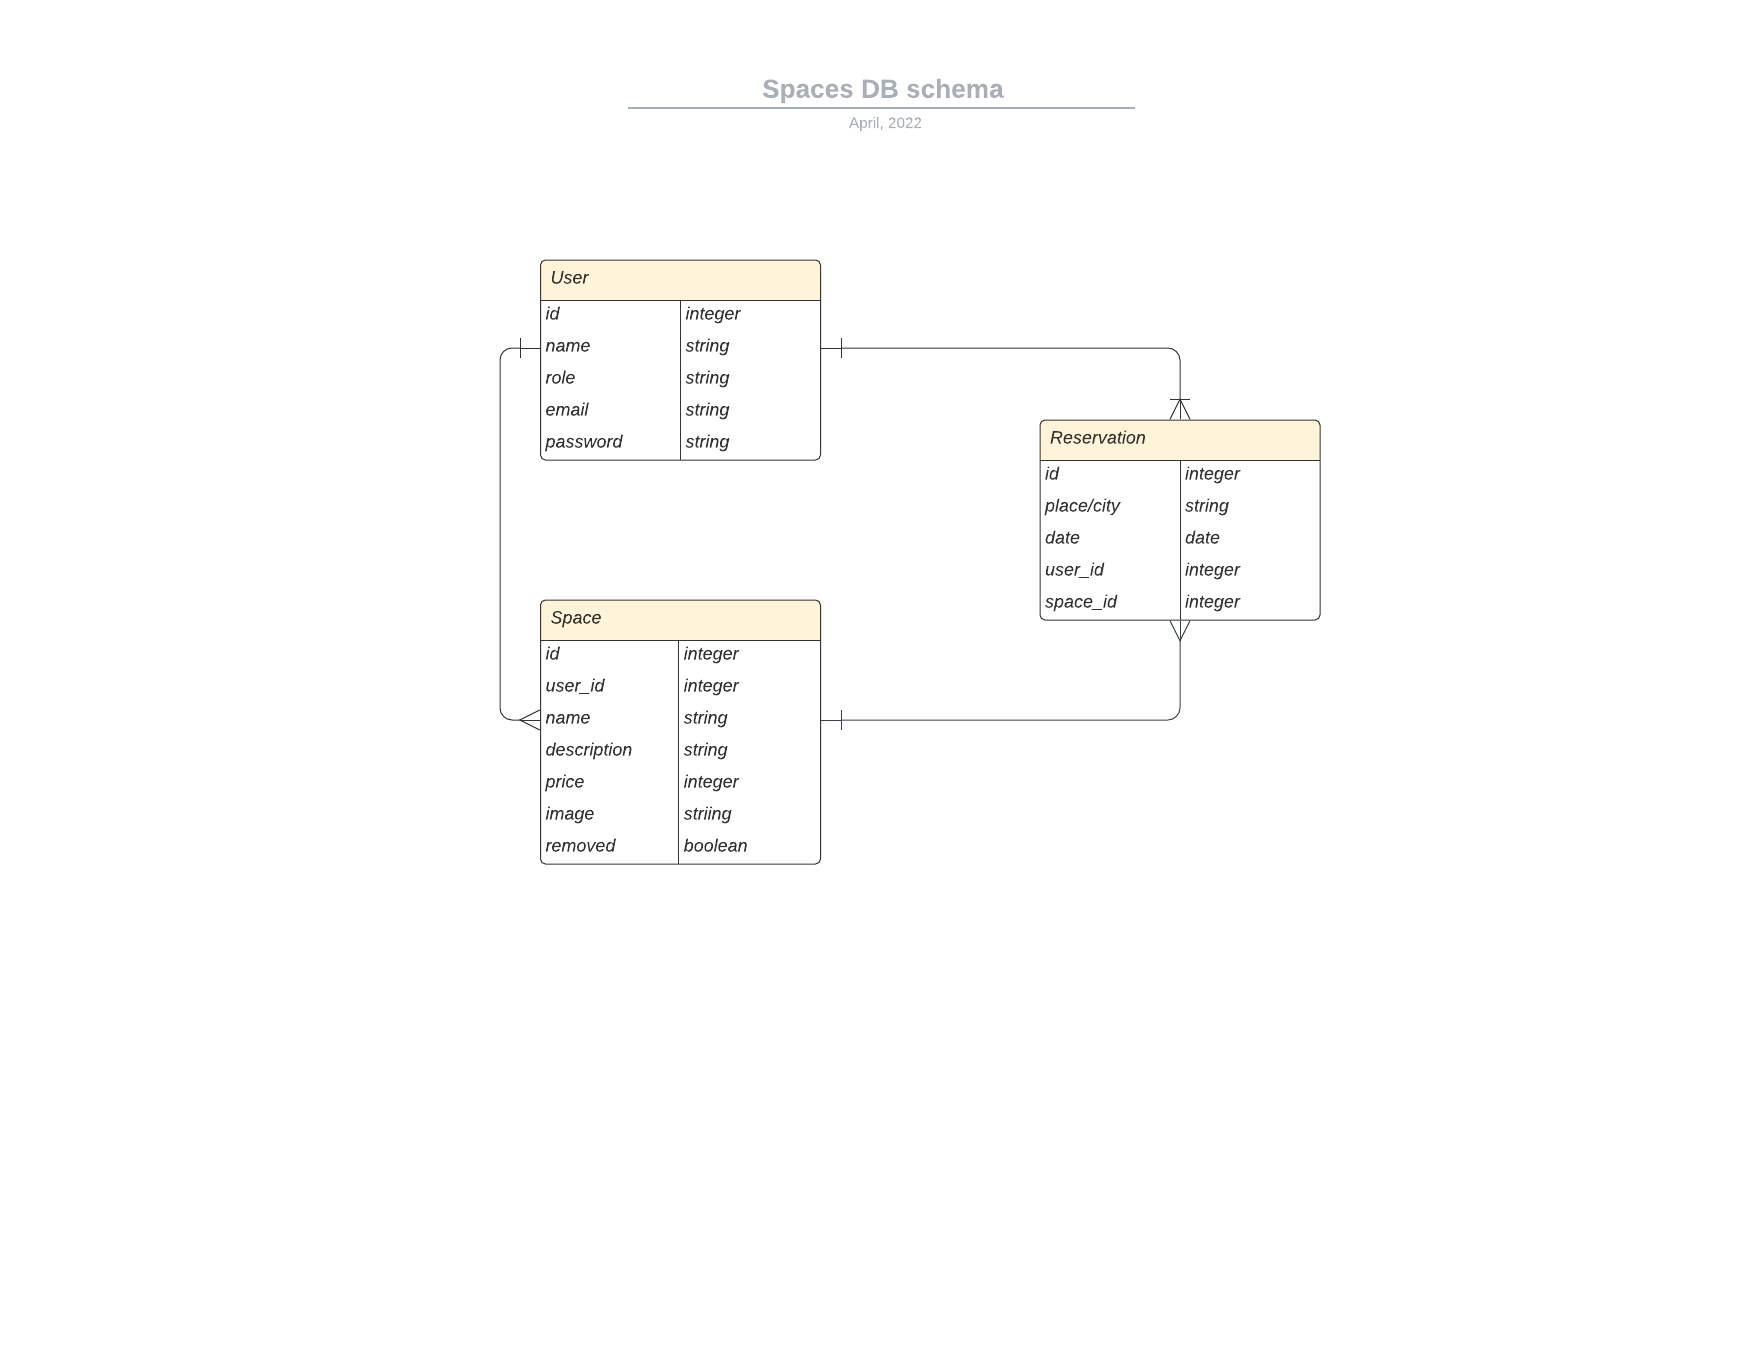 Spaces DB schema
April, 2022
User
id integer
name string
role string
email string
password string
Reservation
id integer
place/city string
date date
user_id integer
space_id integer
Space
id integer
user_id integer
name string
description string
price integer
image striing
removed boolean